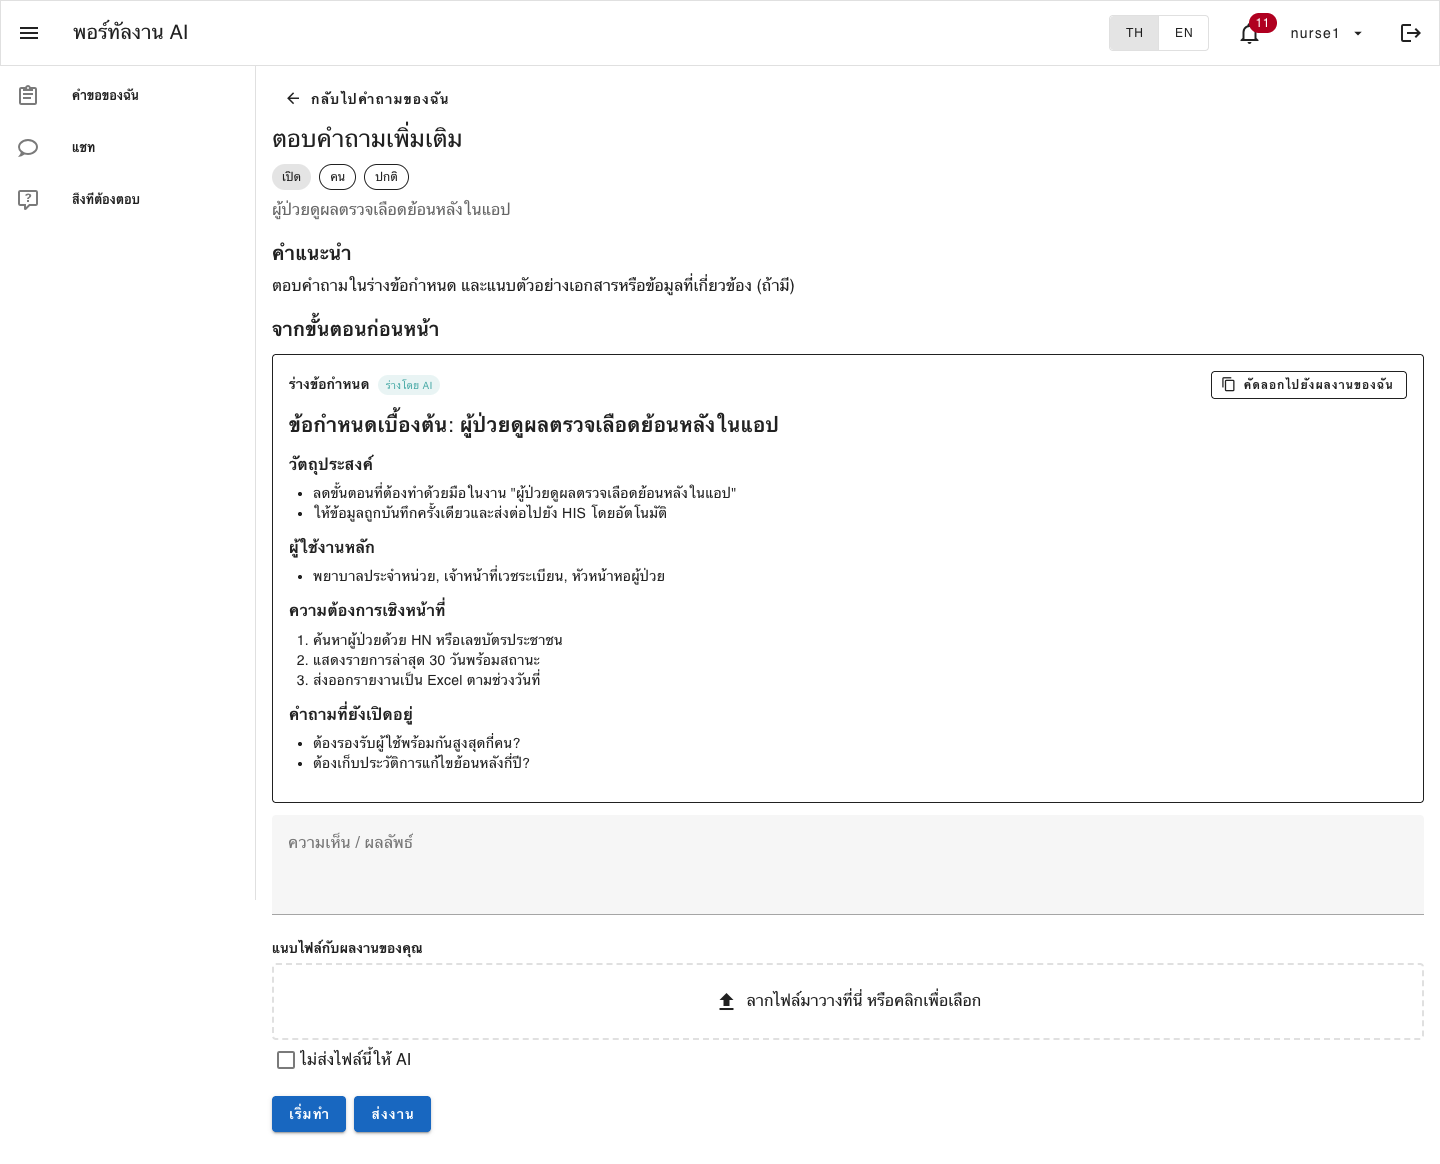 พอร์ทัลงาน AI
TH
EN
11
nurse1
คำขอของฉัน
แชท
สิ่งที่ต้องตอบ
กลับไปคำถามของฉัน
ตอบคำถามเพิ่มเติม
เปิด
คน
ปกติ
ผู้ป่วยดูผลตรวจเลือดย้อนหลังในแอป
คำแนะนำ
ตอบคำถามในร่างข้อกำหนด และแนบตัวอย่างเอกสารหรือข้อมูลที่เกี่ยวข้อง (ถ้ามี)
จากขั้นตอนก่อนหน้า
ร่างข้อกำหนด
ร่างโดย AI
คัดลอกไปยังผลงานของฉัน
ข้อกำหนดเบื้องต้น: ผู้ป่วยดูผลตรวจเลือดย้อนหลังในแอป
วัตถุประสงค์
• ลดขั้นตอนที่ต้องทำด้วยมือในงาน "ผู้ป่วยดูผลตรวจเลือดย้อนหลังในแอป"
• ให้ข้อมูลถูกบันทึกครั้งเดียวและส่งต่อไปยัง HIS โดยอัตโนมัติ
ผู้ใช้งานหลัก
• พยาบาลประจำหน่วย, เจ้าหน้าที่เวชระเบียน, หัวหน้าหอผู้ป่วย
ความต้องการเชิงหน้าที่
1. ค้นหาผู้ป่วยด้วย HN หรือเลขบัตรประชาชน
2. แสดงรายการล่าสุด 30 วันพร้อมสถานะ
3. ส่งออกรายงานเป็น Excel ตามช่วงวันที่
คำถามที่ยังเปิดอยู่
• ต้องรองรับผู้ใช้พร้อมกันสูงสุดกี่คน?
• ต้องเก็บประวัติการแก้ไขย้อนหลังกี่ปี?
ความเห็น / ผลลัพธ์
แนบไฟล์กับผลงานของคุณ
ลากไฟล์มาวางที่นี่ หรือคลิกเพื่อเลือก
ไม่ส่งไฟล์นี้ให้ AI
เริ่มทำ
ส่งงาน